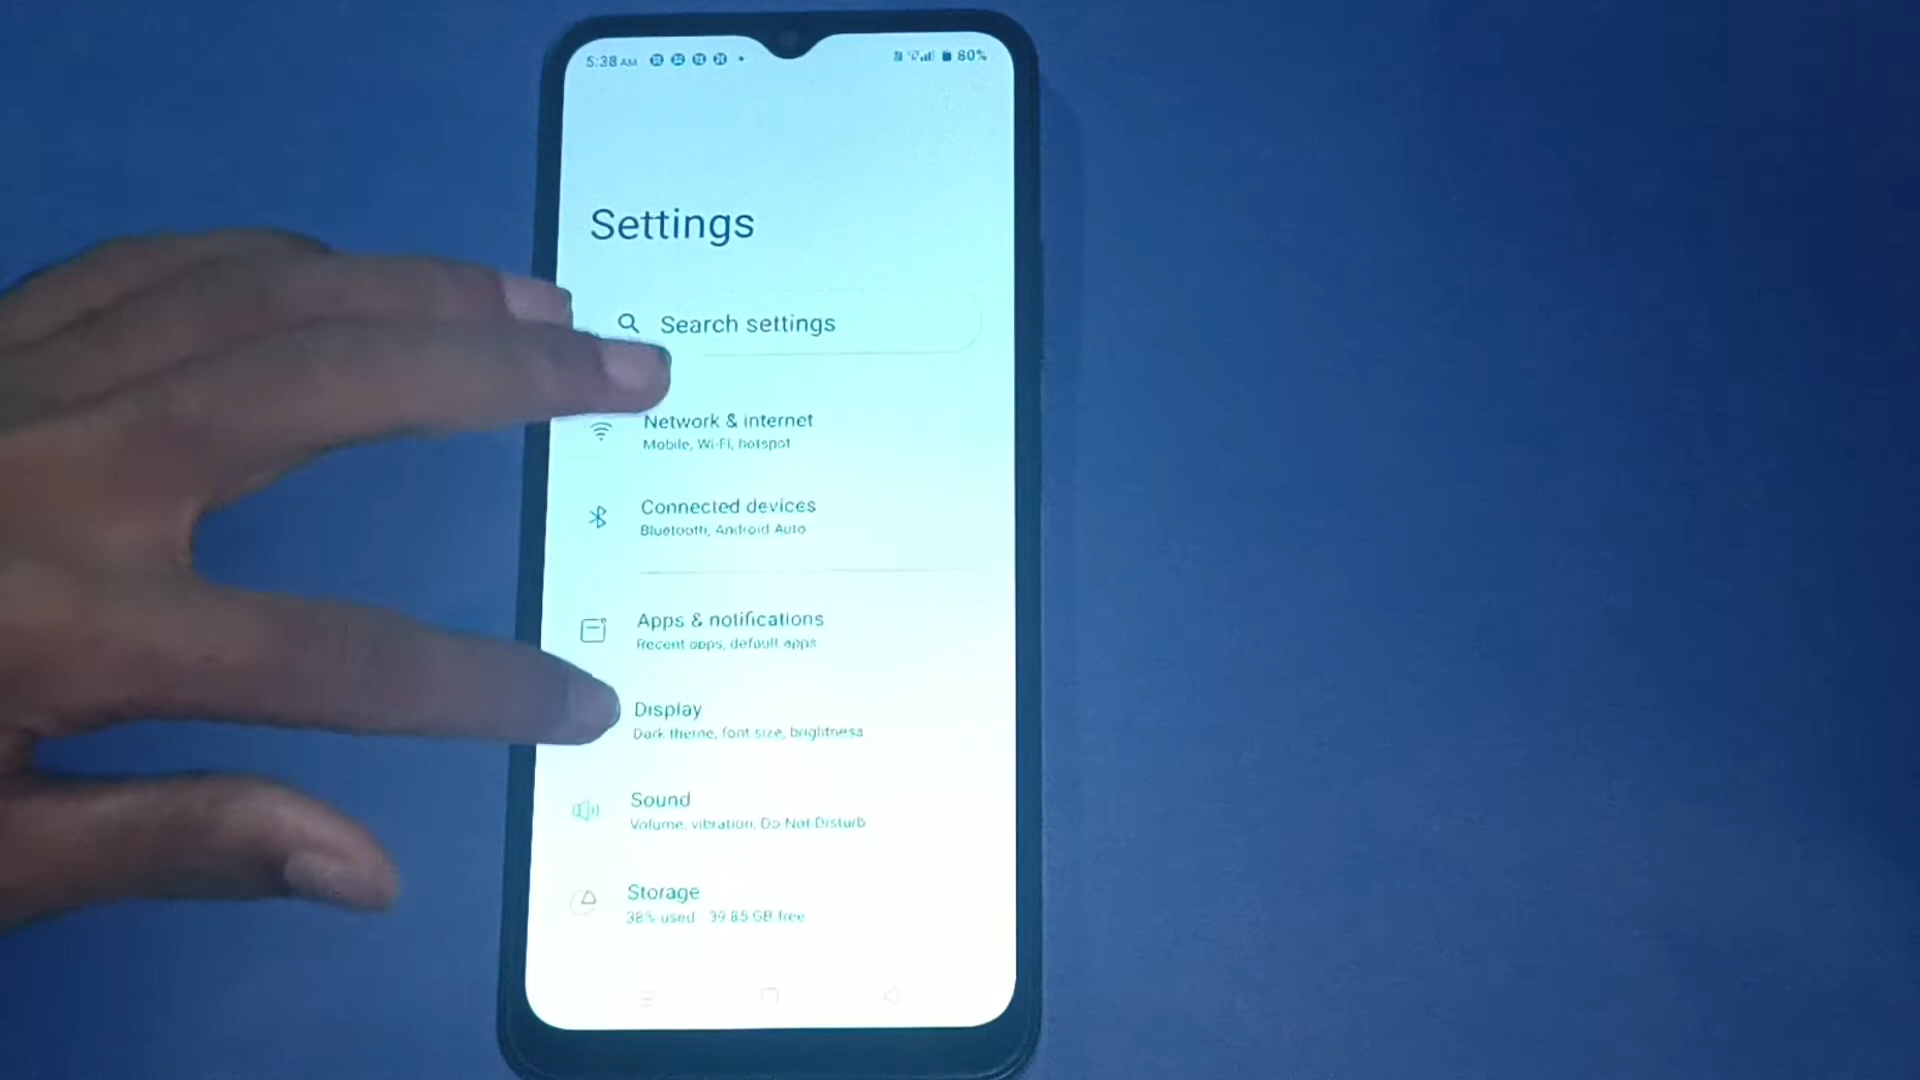 5:38 AM 80%
Settings
Search settings
Network & internet
Mobile, Wi-Fi, hotspot
Connected devices
Bluetooth, Android Auto
Apps & notifications
Recent apps, default apps
Display
Dark theme, font size, brightness
Sound
Volume, vibration, Do Not Disturb
Storage
38% used 39.85 GB free